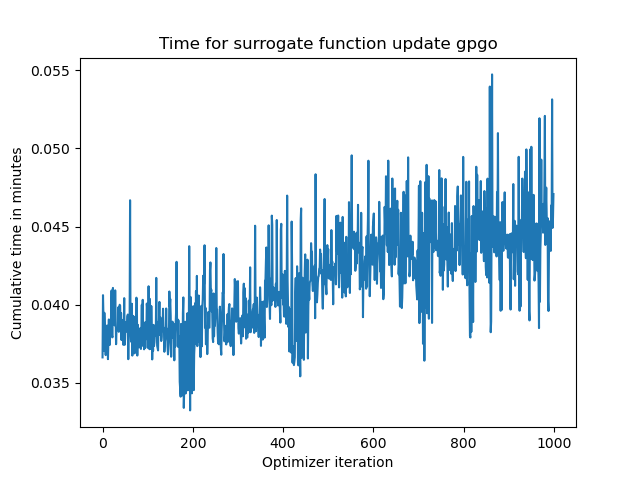 Time for surrogate function update gpgo
0.055
0.050
0.045
0.040
0.035
Cumulative time in minutes
0 200 400 600 800 1000
Optimizer iteration